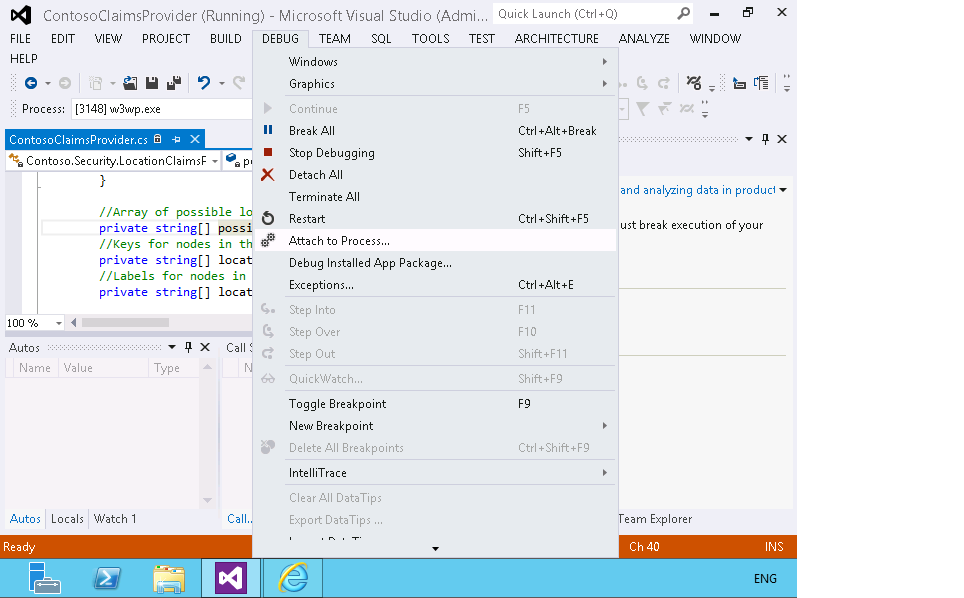 ContosoClaimsProvider (Running) - Microsoft Visual Studio (Admi...
Quick Launch (Ctrl+Q)
FILE EDIT VIEW PROJECT BUILD DEBUG TEAM SQL TOOLS TEST ARCHITECTURE ANALYZE WINDOW
HELP
Process: [3148] w3wp.exe
ContosoClaimsProvider.cs
Contoso.Security.LocationClaimsP
}
//Array of possible lo
private string[] possi
//Keys for nodes in th
private string[] locat
//Labels for nodes in
private string[] locat
100 %
Windows
Graphics
Continue F5
Break All Ctrl+Alt+Break
Stop Debugging Shift+F5
Detach All
Terminate All
Restart Ctrl+Shift+F5
Attach to Process...
Debug Installed App Package...
Exceptions... Ctrl+Alt+E
Step Into F11
Step Over F10
Step Out Shift+F11
QuickWatch... Shift+F9
Toggle Breakpoint F9
New Breakpoint
Delete All Breakpoints Ctrl+Shift+F9
IntelliTrace
Clear All DataTips
Export DataTips ...
and analyzing data in product
ust break execution of your
Autos
Call S
Name Value Type
N
Autos Locals Watch 1
Call...
Team Explorer
Ready
Ch 40
INS
ENG